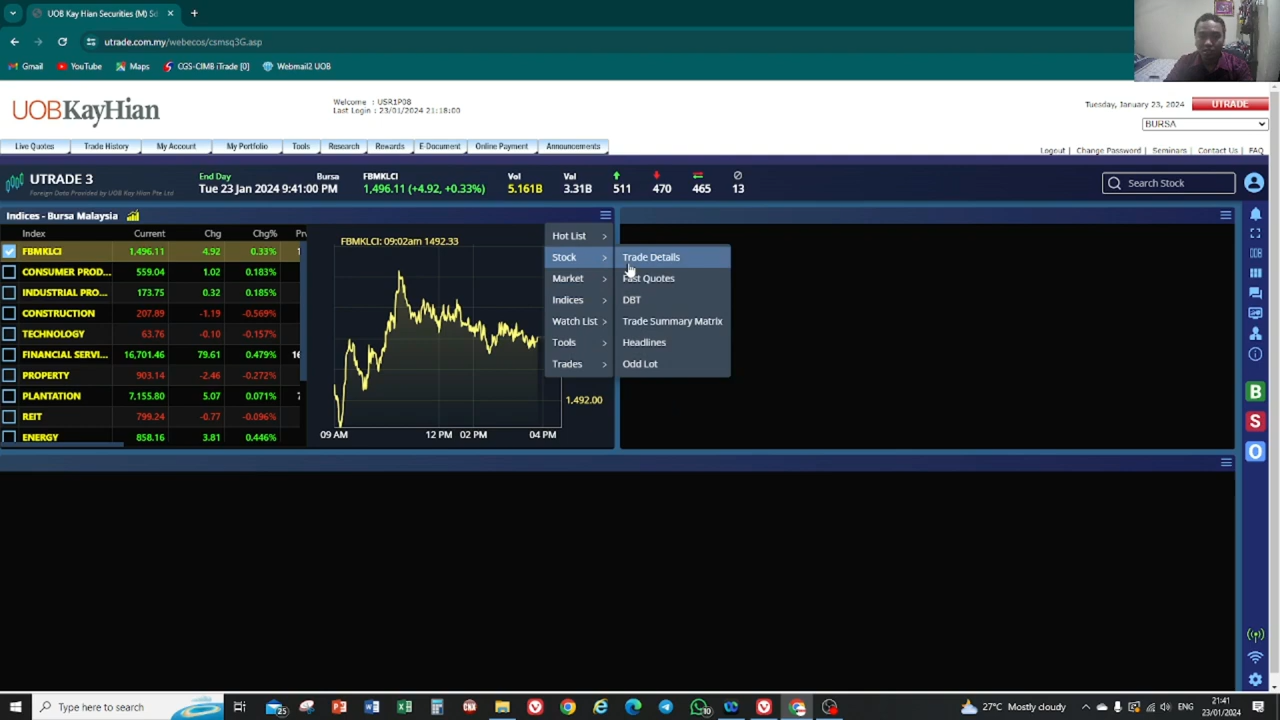 UOB Kay Hian Securities (M) Sd
utrade.com.my/webecos/csmsq3G.asp
Gmail
YouTube
Maps
CGS-CIMB iTrade [0]
Webmail2 UOB
UOBKayHian
Welcome : USR1P08
Last Login : 23/01/2024 21:18:00
Tuesday, January 23, 2024
UTRADE
BURSA
Live Quotes
Trade History
My Account
My Portfolio
Tools
Research
Rewards
E-Document
Online Payment
Announcements
Logout | Change Password | Seminars | Contact Us | FAQ
UTRADE 3
Foreign Data Provided by UOB Kay Hian Pte Ltd
End Day
Tue 23 Jan 2024 9:41:00 PM
Bursa
FBMKLCI
1,496.11 (+4.92, +0.33%)
Vol
5.161B
Val
3.31B
511
470
465
13
Search Stock
Indices - Bursa Malaysia
Index Current Chg Chg%
FBMKLCI 1,496.11 4.92 0.33%
CONSUMER PROD... 559.04 1.02 0.183%
INDUSTRIAL PRO... 173.75 0.32 0.185%
CONSTRUCTION 207.89 -1.19 -0.569%
TECHNOLOGY 63.76 -0.10 -0.157%
FINANCIAL SERVI... 16,701.46 79.61 0.479%
PROPERTY 903.14 -2.46 -0.272%
PLANTATION 7,155.80 5.07 0.071%
REIT 799.24 -0.77 -0.096%
ENERGY 858.16 3.81 0.446%
FBMKLCI: 09:02am 1492.33
1,492.00
09 AM 12 PM 02 PM 04 PM
Hot List
Stock
Market
Indices
Watch List
Tools
Trades
Trade Details
Fast Quotes
DBT
Trade Summary Matrix
Headlines
Odd Lot
B
S
O
Type here to search
25
10
27°C Mostly cloudy
ENG
21:41
23/01/2024